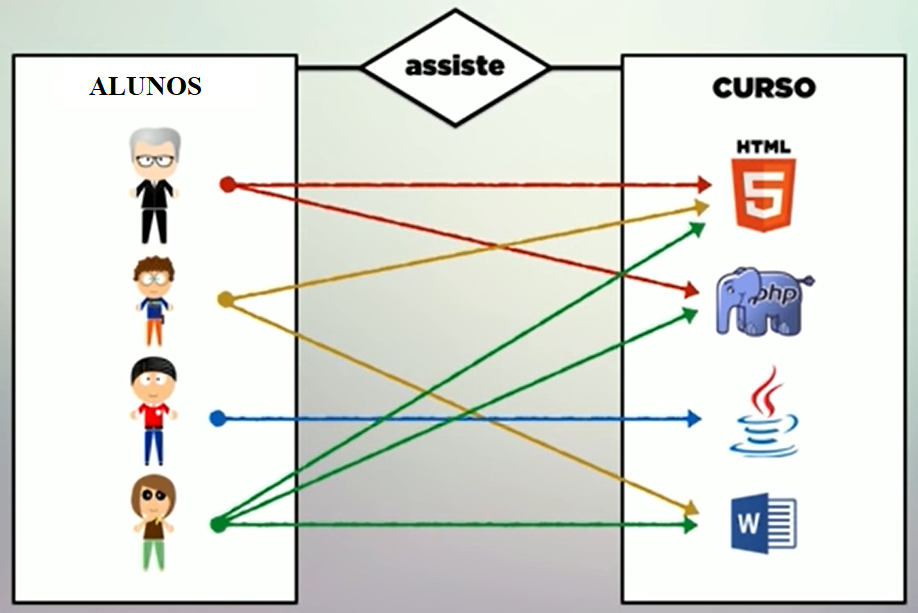 assiste
ALUNOS
CURSO
HTML
5
php
W